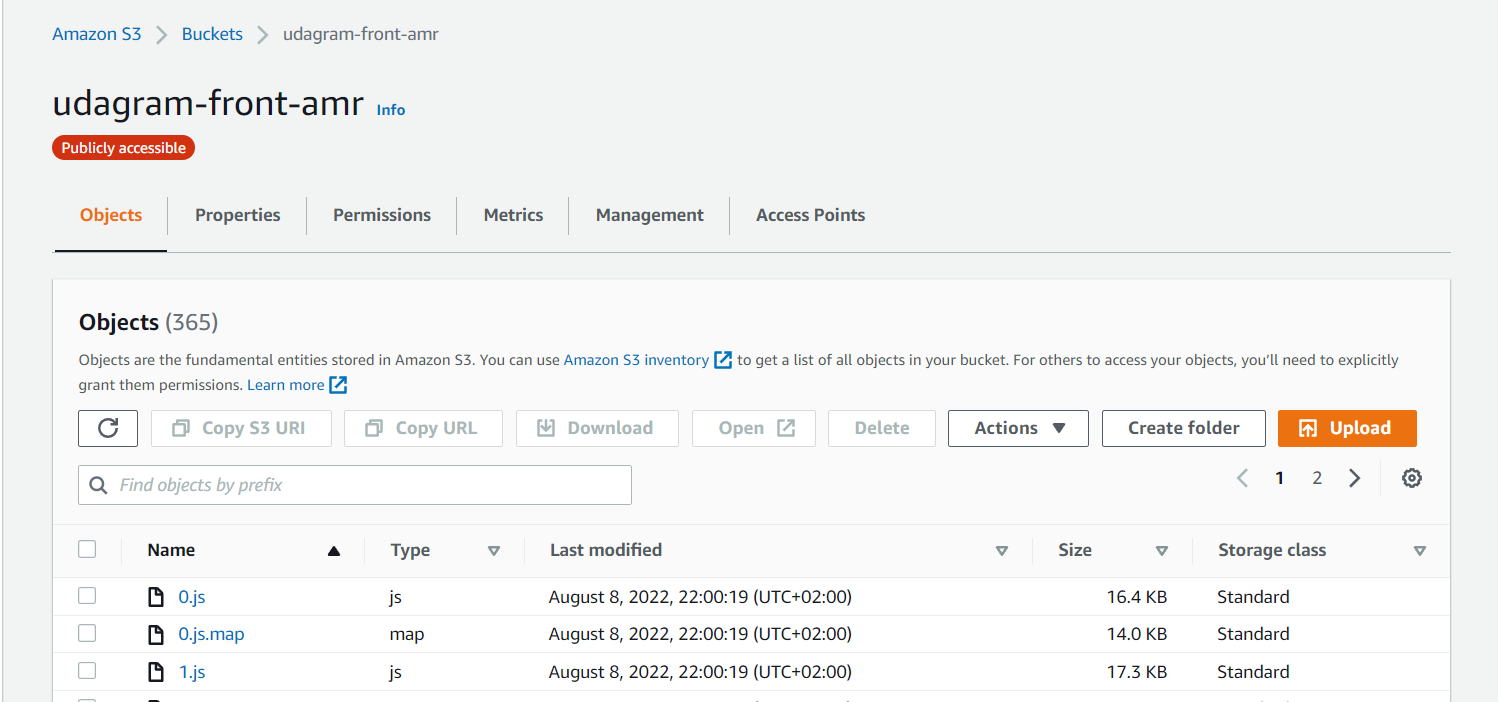 Amazon S3 > Buckets > udagram-front-amr
udagram-front-amr Info
Publicly accessible
Objects Properties Permissions Metrics Management Access Points
Objects (365)
Objects are the fundamental entities stored in Amazon S3. You can use Amazon S3 inventory to get a list of all objects in your bucket. For others to access your objects, you’ll need to explicitly
grant them permissions. Learn more
Copy S3 URI Copy URL Download Open Delete Actions Create folder Upload
Find objects by prefix 1 2
Name Type Last modified Size Storage class
0.js js August 8, 2022, 22:00:19 (UTC+02:00) 16.4 KB Standard
0.js.map map August 8, 2022, 22:00:19 (UTC+02:00) 14.0 KB Standard
1.js js August 8, 2022, 22:00:19 (UTC+02:00) 17.3 KB Standard